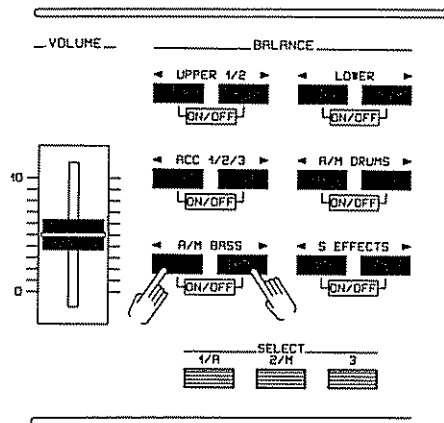 VOLUME
BALANCE
◄ UPPER 1/2 ►
◄ LOWER ►
ON/OFF
ON/OFF
10
◄ ACC 1/2/3 ►
◄ A/M DRUMS ►
ON/OFF
ON/OFF
◄ A/M BASS ►
◄ S EFFECTS ►
0
ON/OFF
ON/OFF
SELECT
1/A
2/M
3